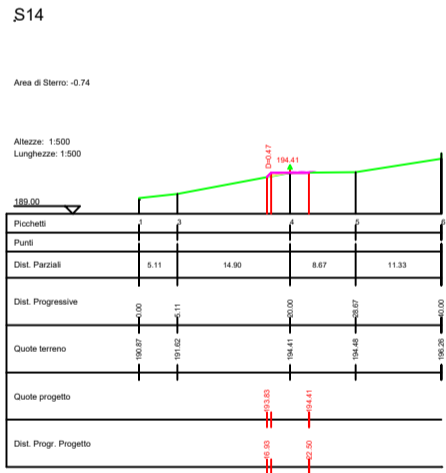 S14
Area di Sterro: -0.74
Altezze: 1:500
Lunghezze: 1:500
D=0.47
194.41
189.00
Picchetti 1 3 4 5 6
Punti
Dist. Parziali 5.11 14.90 8.67 11.33
Dist. Progressive 0.00 5.11 20.00 28.67 40.00
Quote terreno 190.87 191.62 194.41 194.48 196.26
Quote progetto 193.83 194.41
Dist. Progr. Progetto 16.93 22.50